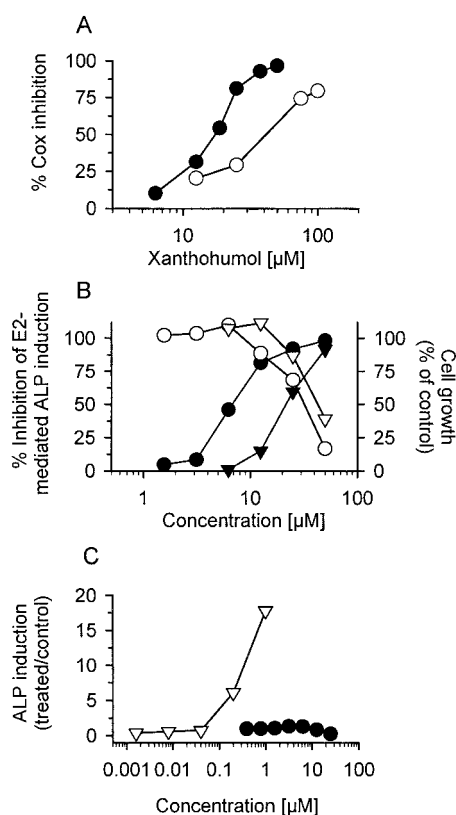 A
% Cox inhibition
100
75
50
25
0
10
100
Xanthohumol [µM]
B
% Inhibition of E2-
mediated ALP induction
100
75
50
25
0
100
75
50
25
0
Cell growth
(% of control)
1
10
100
Concentration [µM]
C
ALP induction
(treated/control)
20
15
10
5
0
0.001
0.01
0.1
1
10
100
Concentration [µM]